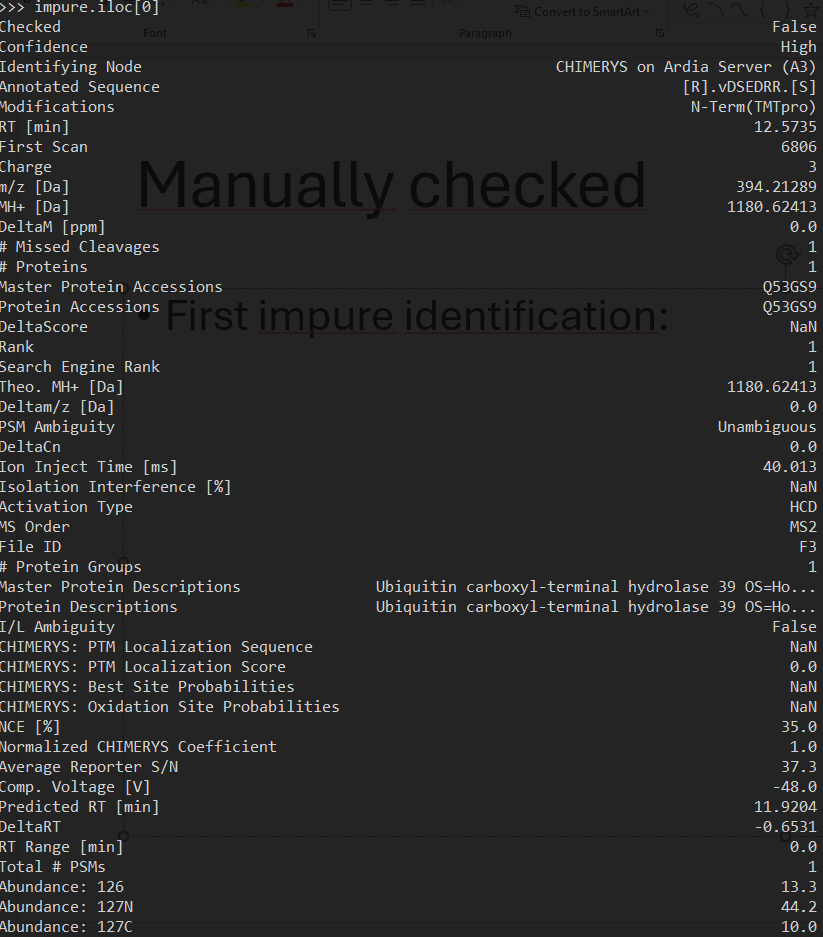 >>> impure.iloc[0]
Convert to SmartArt
Checked False
Font Paragraph
Confidence High
Identifying Node CHIMERYS on Ardia Server (A3)
Annotated Sequence [R].vDSEDRR.[S]
Modifications N-Term(TMTpro)
RT [min] 12.5735
First Scan 6806
Charge 3
Manually checked
m/z [Da] 394.21289
MH+ [Da] 1180.62413
DeltaM [ppm] 0.0
# Missed Cleavages 1
# Proteins 1
Master Protein Accessions Q53GS9
Protein Accessions Q53GS9
• First impure identification:
DeltaScore NaN
Rank 1
Search Engine Rank 1
Theo. MH+ [Da] 1180.62413
Deltam/z [Da] 0.0
PSM Ambiguity Unambiguous
DeltaCn 0.0
Ion Inject Time [ms] 40.013
Isolation Interference [%] NaN
Activation Type HCD
MS Order MS2
File ID F3
# Protein Groups 1
Master Protein Descriptions Ubiquitin carboxyl-terminal hydrolase 39 OS=Ho...
Protein Descriptions Ubiquitin carboxyl-terminal hydrolase 39 OS=Ho...
I/L Ambiguity False
CHIMERYS: PTM Localization Sequence NaN
CHIMERYS: PTM Localization Score 0.0
CHIMERYS: Best Site Probabilities NaN
CHIMERYS: Oxidation Site Probabilities NaN
NCE [%] 35.0
Normalized CHIMERYS Coefficient 1.0
Average Reporter S/N 37.3
Comp. Voltage [V] -48.0
Predicted RT [min] 11.9204
DeltaRT -0.6531
RT Range [min] 0.0
Total # PSMs 1
Abundance: 126 13.3
Abundance: 127N 44.2
Abundance: 127C 10.0